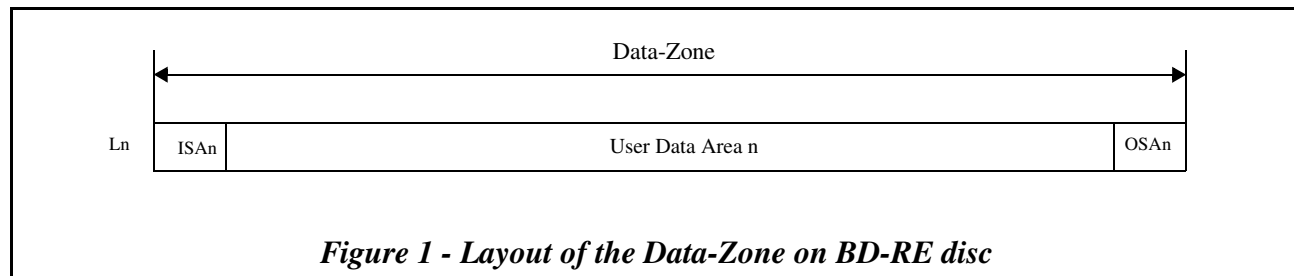 Data-Zone
Ln ISAn User Data Area n OSAn
Figure 1 - Layout of the Data-Zone on BD-RE disc